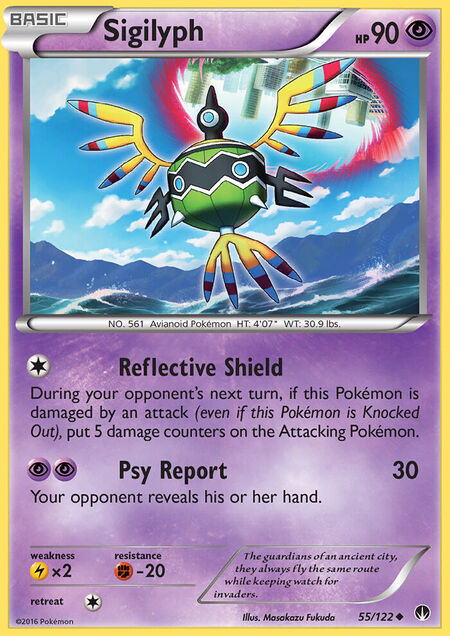 BASIC
Sigilyph
HP 90
NO. 561 Avianoid Pokémon HT: 4'07" WT: 30.9 lbs.
Reflective Shield
During your opponent's next turn, if this Pokémon is
damaged by an attack (even if this Pokémon is Knocked
Out), put 5 damage counters on the Attacking Pokémon.
Psy Report 30
Your opponent reveals his or her hand.
weakness
×2
resistance
-20
retreat
The guardians of an ancient city,
they always fly the same route
while keeping watch for
invaders.
©2016 Pokémon
Illus. Masakazu Fukuda
55/122